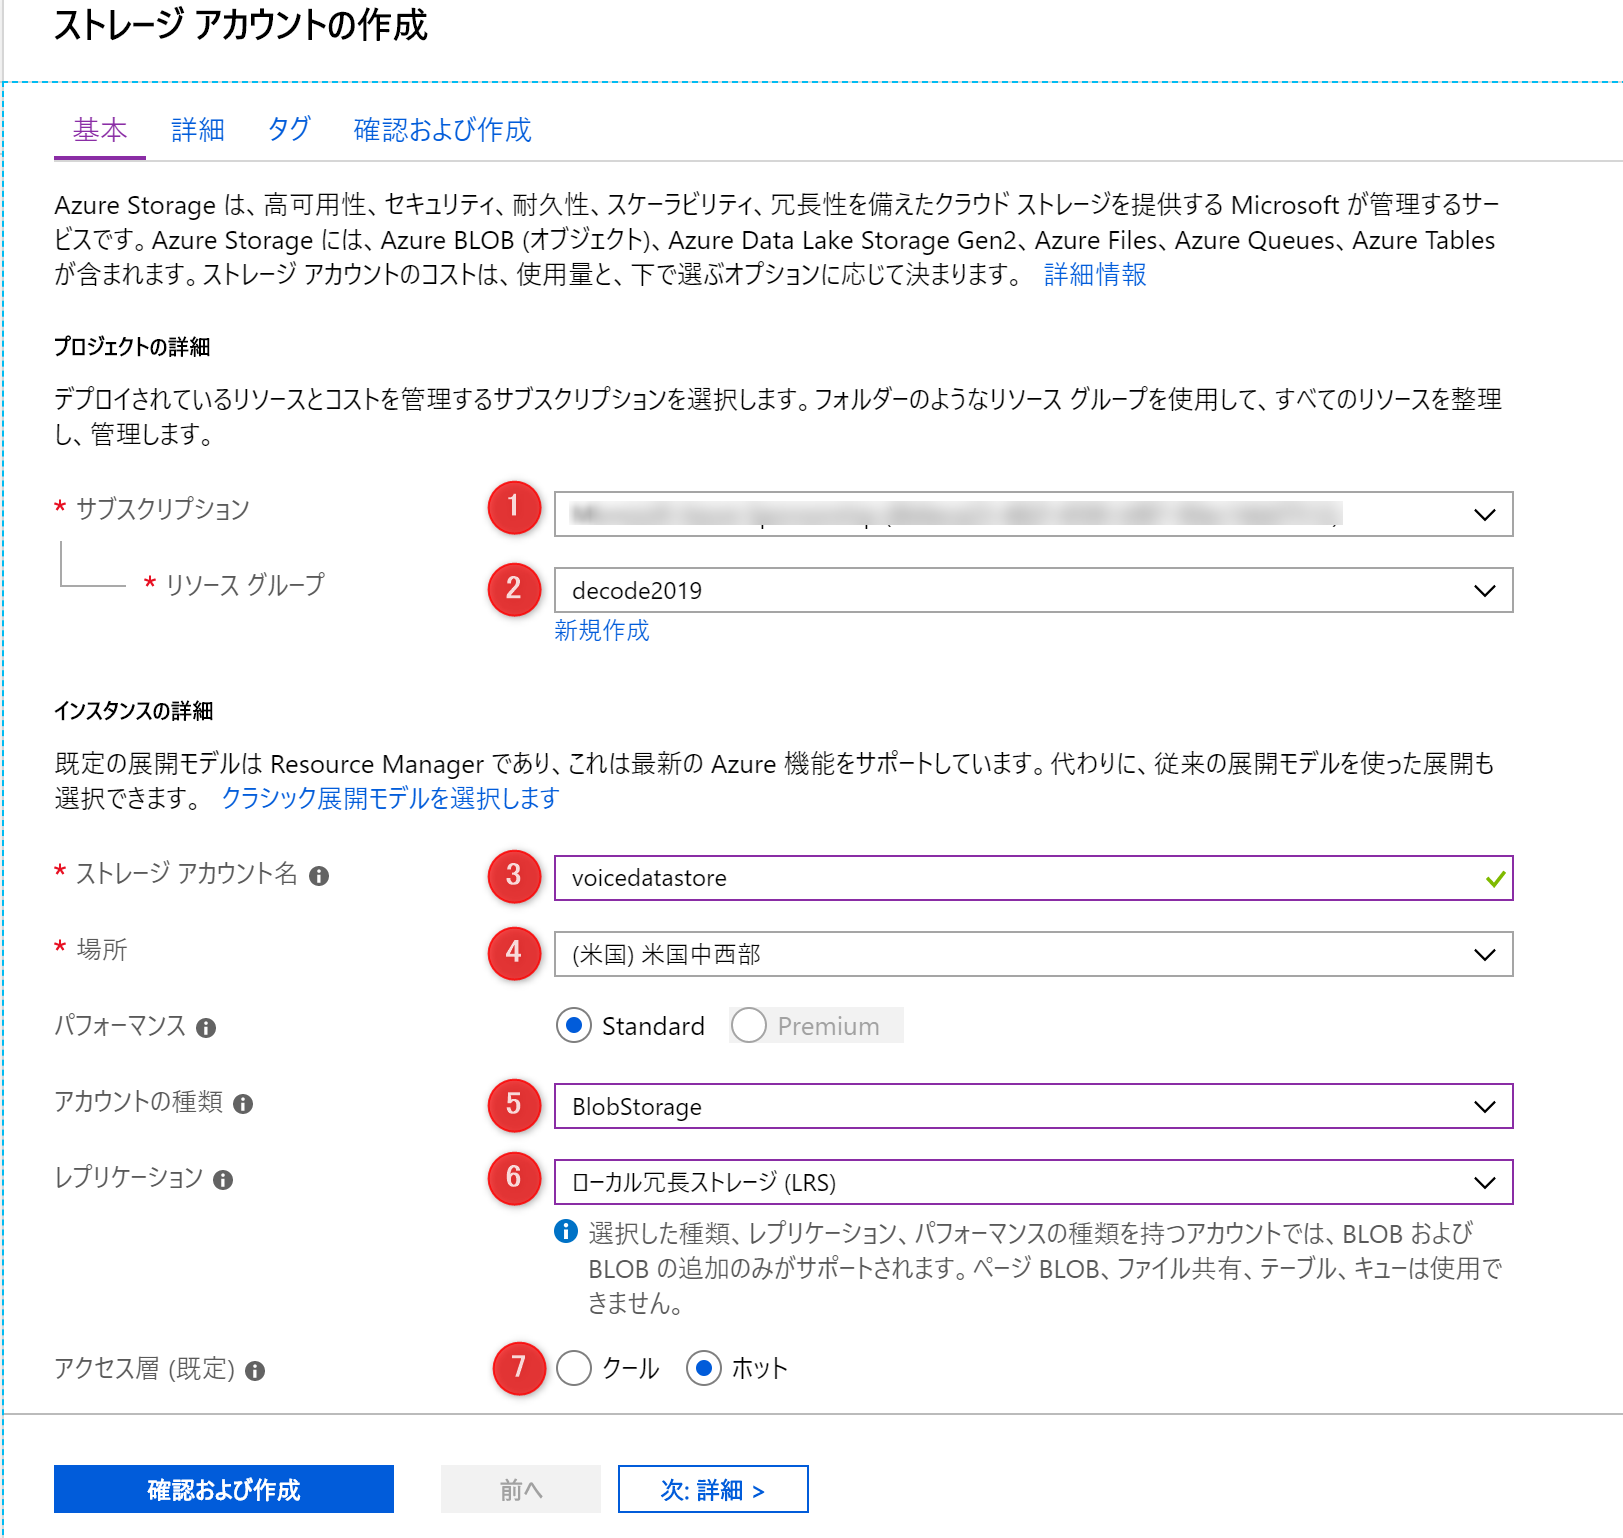 ストレージ アカウントの作成
基本 詳細 タグ 確認および作成
Azure Storage は、高可用性、セキュリティ、耐久性、スケーラビリティ、冗長性を備えたクラウド ストレージを提供する Microsoft が管理するサー
ビスです。Azure Storage には、Azure BLOB (オブジェクト)、Azure Data Lake Storage Gen2、Azure Files、Azure Queues、Azure Tables
が含まれます。ストレージ アカウントのコストは、使用量と、下で選ぶオプションに応じて決まります。 詳細情報
プロジェクトの詳細
デプロイされているリソースとコストを管理するサブスクリプションを選択します。フォルダーのようなリソース グループを使用して、すべてのリソースを整理
し、管理します。
* サブスクリプション 1
* リソース グループ 2 decode2019
新規作成
インスタンスの詳細
既定の展開モデルは Resource Manager であり、これは最新の Azure 機能をサポートしています。代わりに、従来の展開モデルを使った展開も
選択できます。 クラシック展開モデルを選択します
* ストレージ アカウント名 3 voicedatastore
* 場所 4 (米国) 米国中西部
パフォーマンス Standard Premium
アカウントの種類 5 BlobStorage
レプリケーション 6 ローカル冗長ストレージ (LRS)
選択した種類、レプリケーション、パフォーマンスの種類を持つアカウントでは、BLOB および
BLOB の追加のみがサポートされます。ページ BLOB、ファイル共有、テーブル、キューは使用で
きません。
アクセス層 (既定) 7 クール ホット
確認および作成 前へ 次: 詳細 >